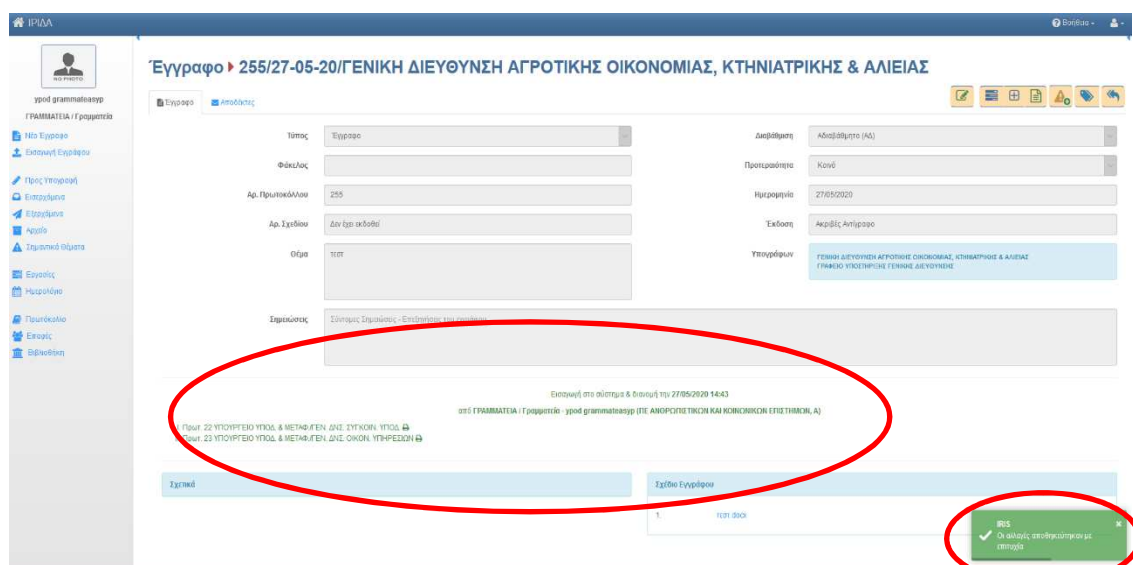 ΙΡΙΔΑ
Βοήθεια
NO PHOTO
ypod grammateasyp
ΓΡΑΜΜΑΤΕΙΑ / Γραμματεία
Νέο Έγγραφο
Εισαγωγή Εγγράφου
Προς Υπογραφή
Εισερχόμενα
Εξερχόμενα
Αρχείο
Σημαντικά Θέματα
Εργασίες
Ημερολόγιο
Πρωτόκολλο
Επαφές
Βιβλιοθήκη
Έγγραφο 255/27-05-20/ΓΕΝΙΚΗ ΔΙΕΥΘΥΝΣΗ ΑΓΡΟΤΙΚΗΣ ΟΙΚΟΝΟΜΙΑΣ, ΚΤΗΝΙΑΤΡΙΚΗΣ & ΑΛΙΕΙΑΣ
Έγγραφο Αποδέκτες
Τύπος Έγγραφο Διαβάθμιση Αδιαβάθμητο (ΑΔ)
Φάκελος Προτεραιότητα Κοινό
Αρ. Πρωτοκόλλου 255 Ημερομηνία 27/05/2020
Αρ. Σχεδίου Δεν έχει εκδοθεί Έκδοση Ακριβές Αντίγραφο
Θέμα τεστ Υπογράφων ΓΕΝΙΚΗ ΔΙΕΥΘΥΝΣΗ ΑΓΡΟΤΙΚΗΣ ΟΙΚΟΝΟΜΙΑΣ, ΚΤΗΝΙΑΤΡΙΚΗΣ & ΑΛΙΕΙΑΣ
ΓΡΑΦΕΙΟ ΥΠΟΣΤΗΡΙΞΗΣ ΓΕΝΙΚΗΣ ΔΙΕΥΘΥΝΣΗΣ
Σημειώσεις Σύντομες Σημειώσεις - Επεξηγήσεις του εγγράφου
Εισαγωγή στο σύστημα & διανομή την 27/05/2020 14:43
από ΓΡΑΜΜΑΤΕΙΑ / Γραμματεία - ypod grammateasyp (ΠΕ ΑΝΘΡΩΠΙΣΤΙΚΩΝ ΚΑΙ ΚΟΙΝΩΝΙΚΩΝ ΕΠΙΣΤΗΜΩΝ, Α)
Πρωτ. 22 ΥΠΟΥΡΓΕΙΟ ΥΠΟΔ. & ΜΕΤΑΦ./ΓΕΝ. ΔΝΣ. ΣΥΓΚΟΙΝ. ΥΠΟΔ.
Πρωτ. 23 ΥΠΟΥΡΓΕΙΟ ΥΠΟΔ. & ΜΕΤΑΦ./ΓΕΝ. ΔΝΣ. ΟΙΚΟΝ. ΥΠΗΡΕΣΙΩΝ
Σχετικά Σχέδιο Εγγράφου
1. τεστ.docx
IRIS
Οι αλλαγές αποθηκεύτηκαν με
επιτυχία